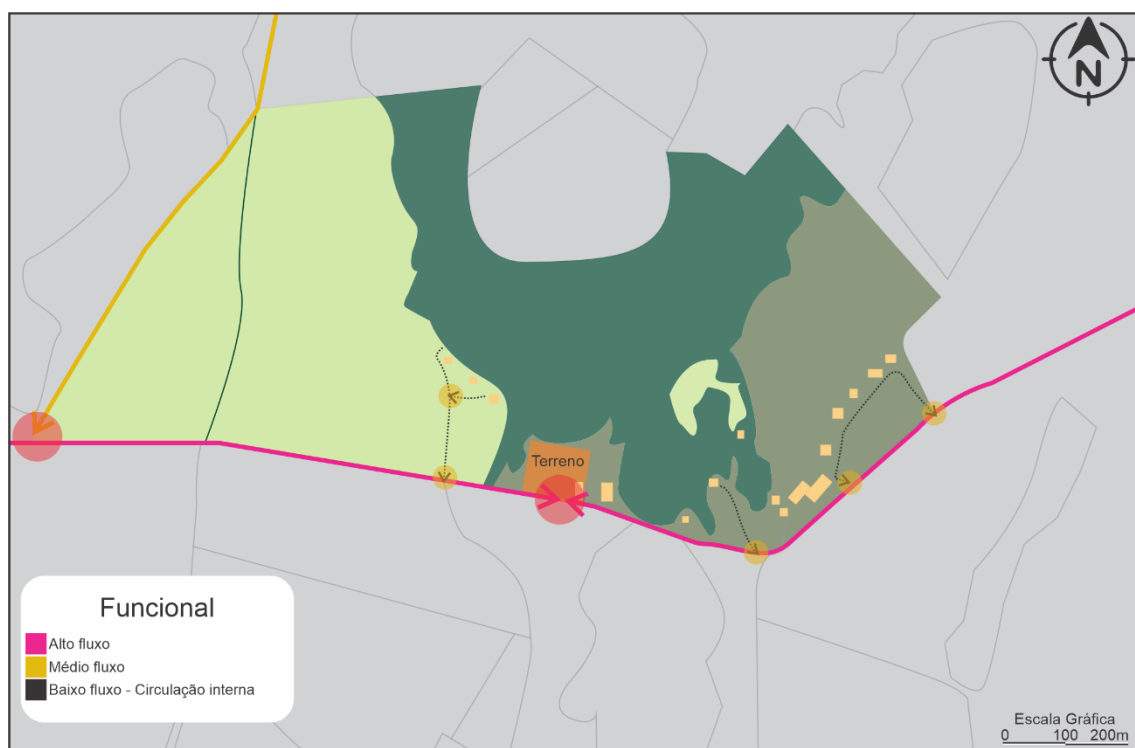 N
Terreno
Funcional
Alto fluxo
Médio fluxo
Baixo fluxo - Circulação interna
Escala Gráfica
0 100 200m